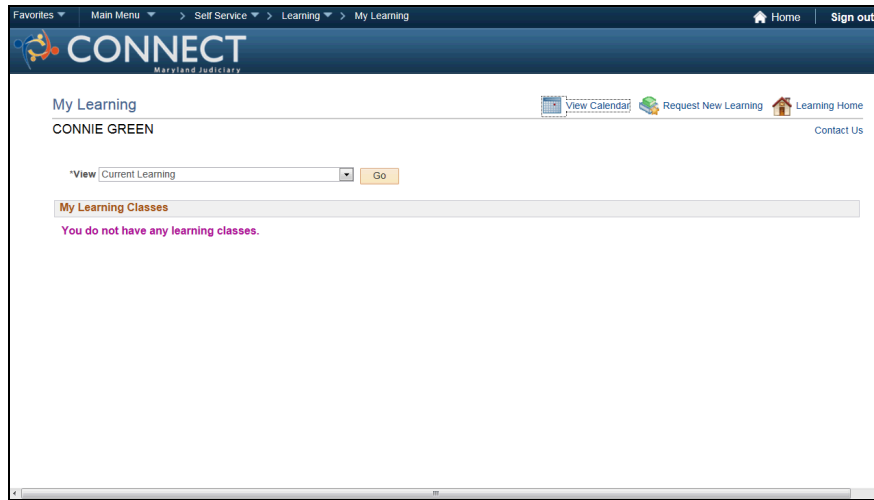 Favorites Main Menu > Self Service > Learning > My Learning Home Sign out
CONNECT
Maryland Judiciary
My Learning View Calendar Request New Learning Learning Home
CONNIE GREEN Contact Us
*View Current Learning Go
My Learning Classes
You do not have any learning classes.